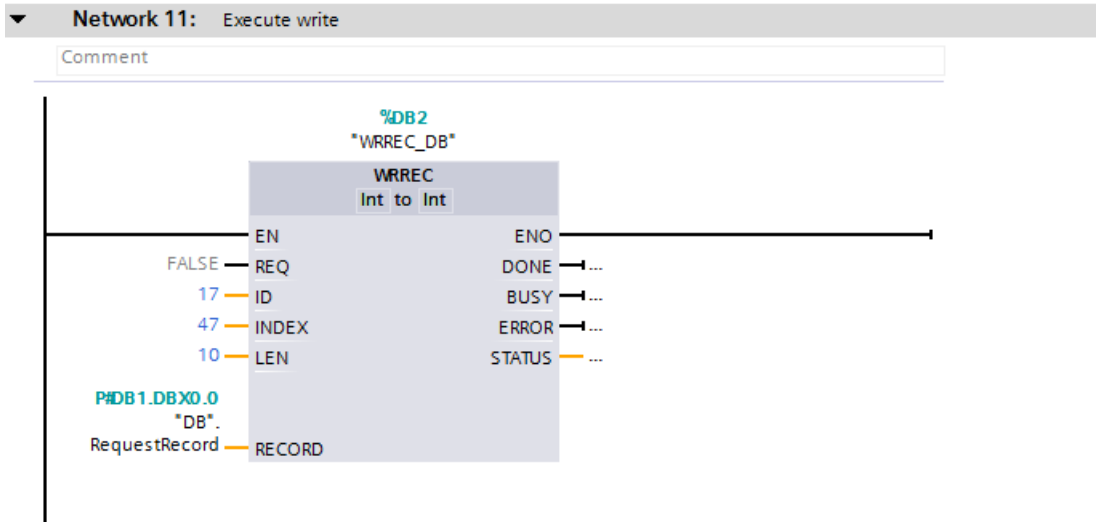 Network 11: Execute write
Comment
%DB2
"WRREC_DB"
WRREC
Int to Int
EN ENO
FALSE REQ DONE ...
17 ID BUSY ...
47 INDEX ERROR ...
10 LEN STATUS ...
P#DB1.DBX0.0
"DB".
RequestRecord RECORD